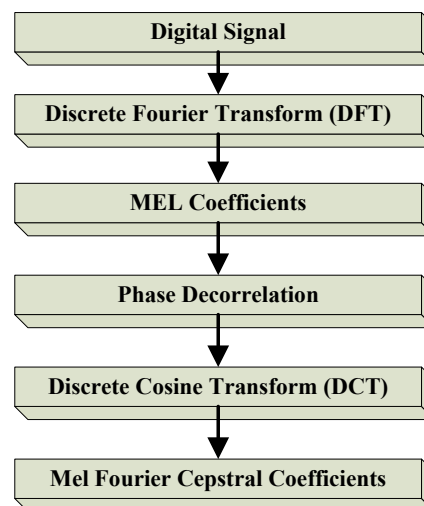 Digital Signal
Discrete Fourier Transform (DFT)
MEL Coefficients
Phase Decorrelation
Discrete Cosine Transform (DCT)
Mel Fourier Cepstral Coefficients